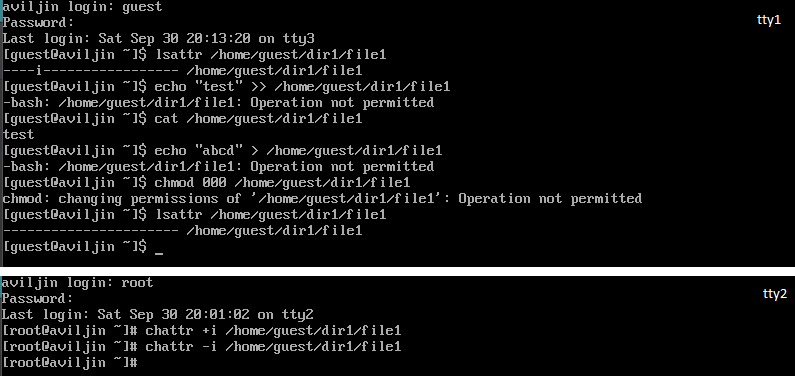 aviljin login: guest
tty1
Password:
Last login: Sat Sep 30 20:13:20 on tty3
[guest@aviljin ~]$ lsattr /home/guest/dir1/file1
----i----------------- /home/guest/dir1/file1
[guest@aviljin ~]$ echo "test" >> /home/guest/dir1/file1
-bash: /home/guest/dir1/file1: Operation not permitted
[guest@aviljin ~]$ cat /home/guest/dir1/file1
test
[guest@aviljin ~]$ echo "abcd" > /home/guest/dir1/file1
-bash: /home/guest/dir1/file1: Operation not permitted
[guest@aviljin ~]$ chmod 000 /home/guest/dir1/file1
chmod: changing permissions of '/home/guest/dir1/file1': Operation not permitted
[guest@aviljin ~]$ lsattr /home/guest/dir1/file1
---------------------- /home/guest/dir1/file1
[guest@aviljin ~]$ _
aviljin login: root
tty2
Password:
Last login: Sat Sep 30 20:01:02 on tty2
[root@aviljin ~]# chattr +i /home/guest/dir1/file1
[root@aviljin ~]# chattr -i /home/guest/dir1/file1
[root@aviljin ~]#